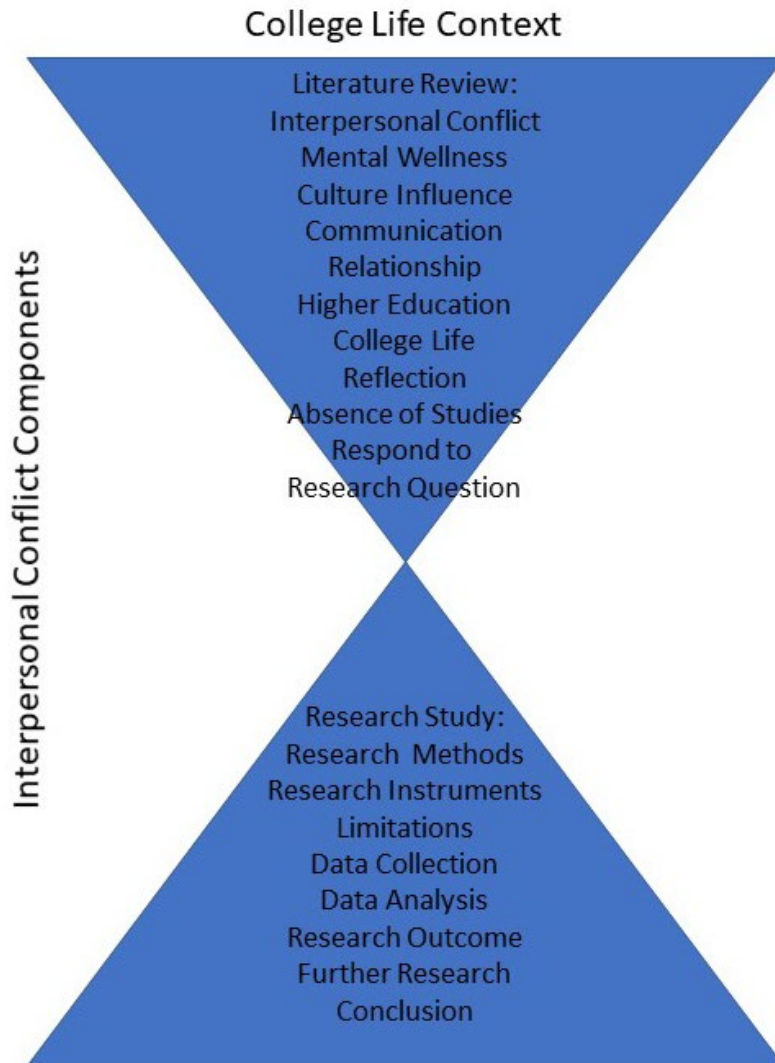 College Life Context
Literature Review:
Interpersonal Conflict
Mental Wellness
Culture Influence
Communication
Relationship
Higher Education
College Life
Reflection
Absence of Studies
Respond to
Research Question
Interpersonal Conflict Components
Research Study:
Research Methods
Research Instruments
Limitations
Data Collection
Data Analysis
Research Outcome
Further Research
Conclusion